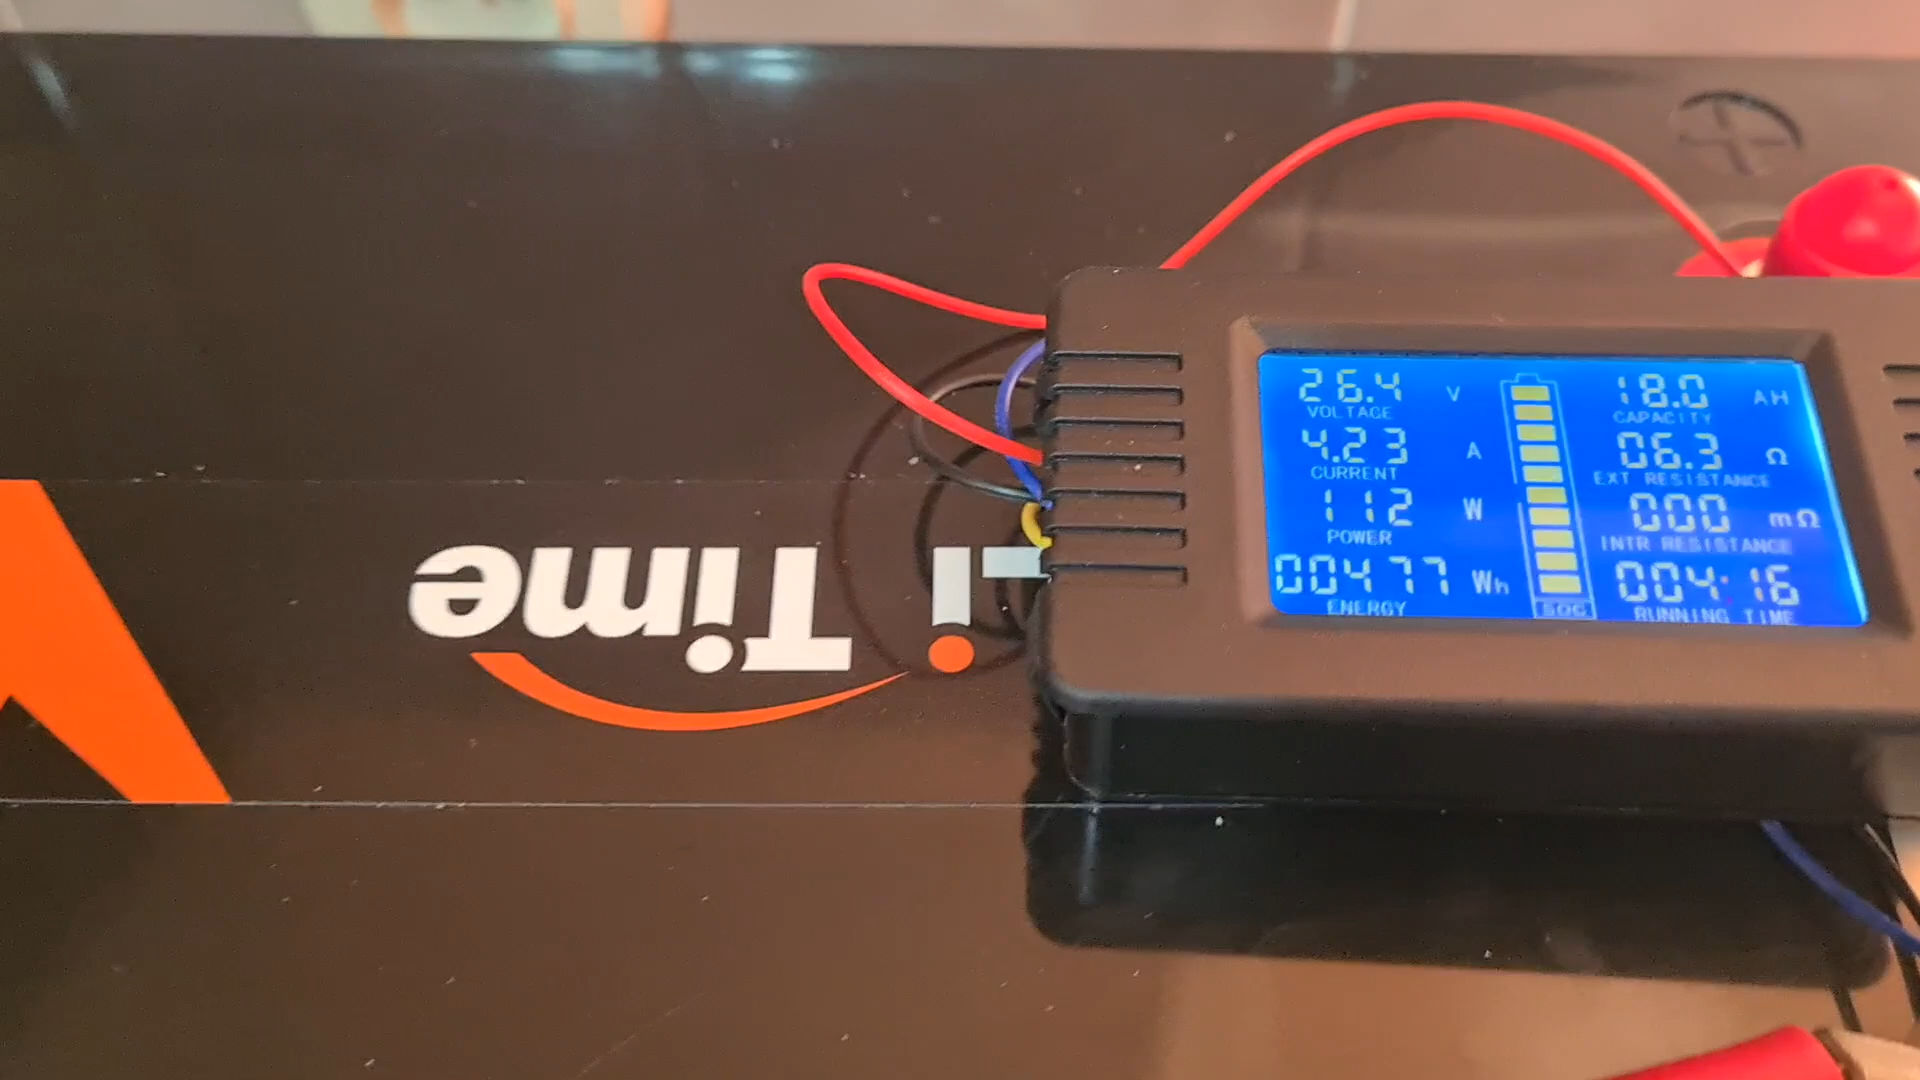 26.4 V
VOLTAGE
4.23 A
CURRENT
112 W
POWER
00477 Wh
ENERGY
SOC
18.0 AH
CAPACITY
06.3 Ω
EXT RESISTANCE
000 mΩ
INTR RESISTANCE
004:16
RUNNING TIME
Li Time